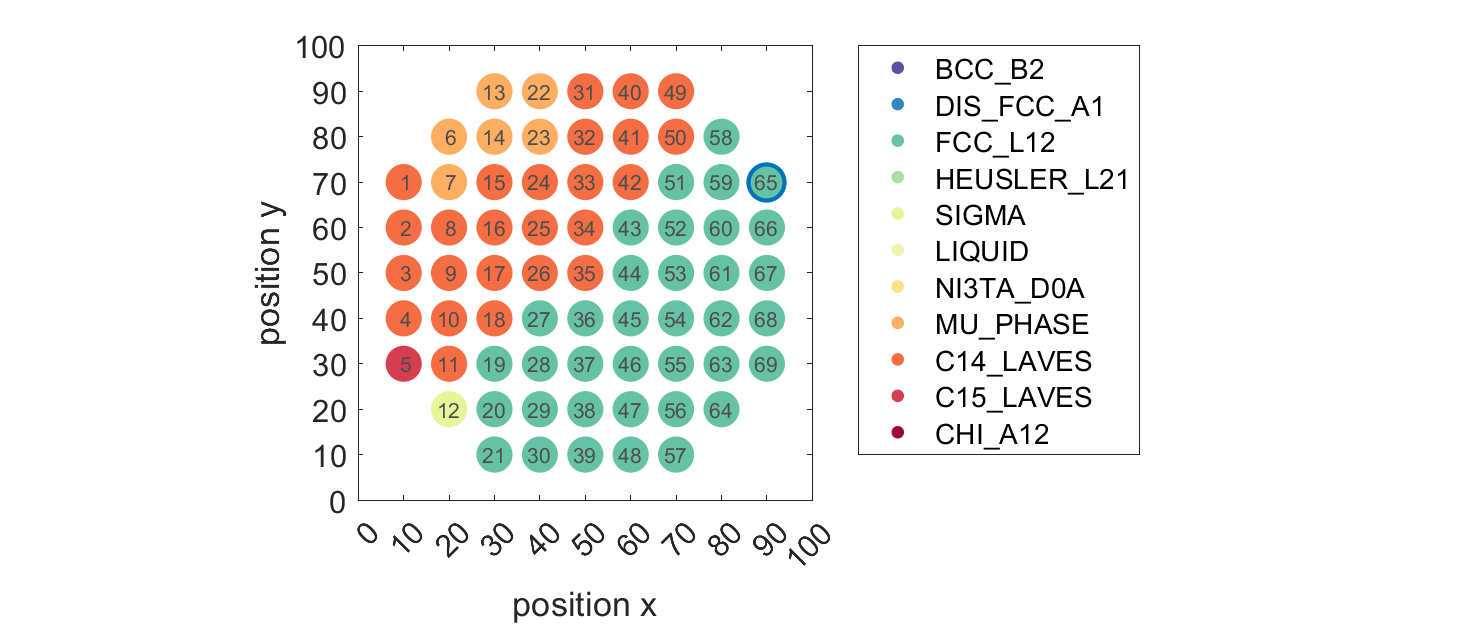 100
90
80
70
60
50
40
30
20
10
0
position y
13 22 31 40 49
6 14 23 32 41 50 58
1 7 15 24 33 42 51 59 65
2 8 16 25 34 43 52 60 66
3 9 17 26 35 44 53 61 67
4 10 18 27 36 45 54 62 68
5 11 19 28 37 46 55 63 69
12 20 29 38 47 56 64
21 30 39 48 57
0 10 20 30 40 50 60 70 80 90 100
position x
BCC_B2
DIS_FCC_A1
FCC_L12
HEUSLER_L21
SIGMA
LIQUID
NI3TA_D0A
MU_PHASE
C14_LAVES
C15_LAVES
CHI_A12